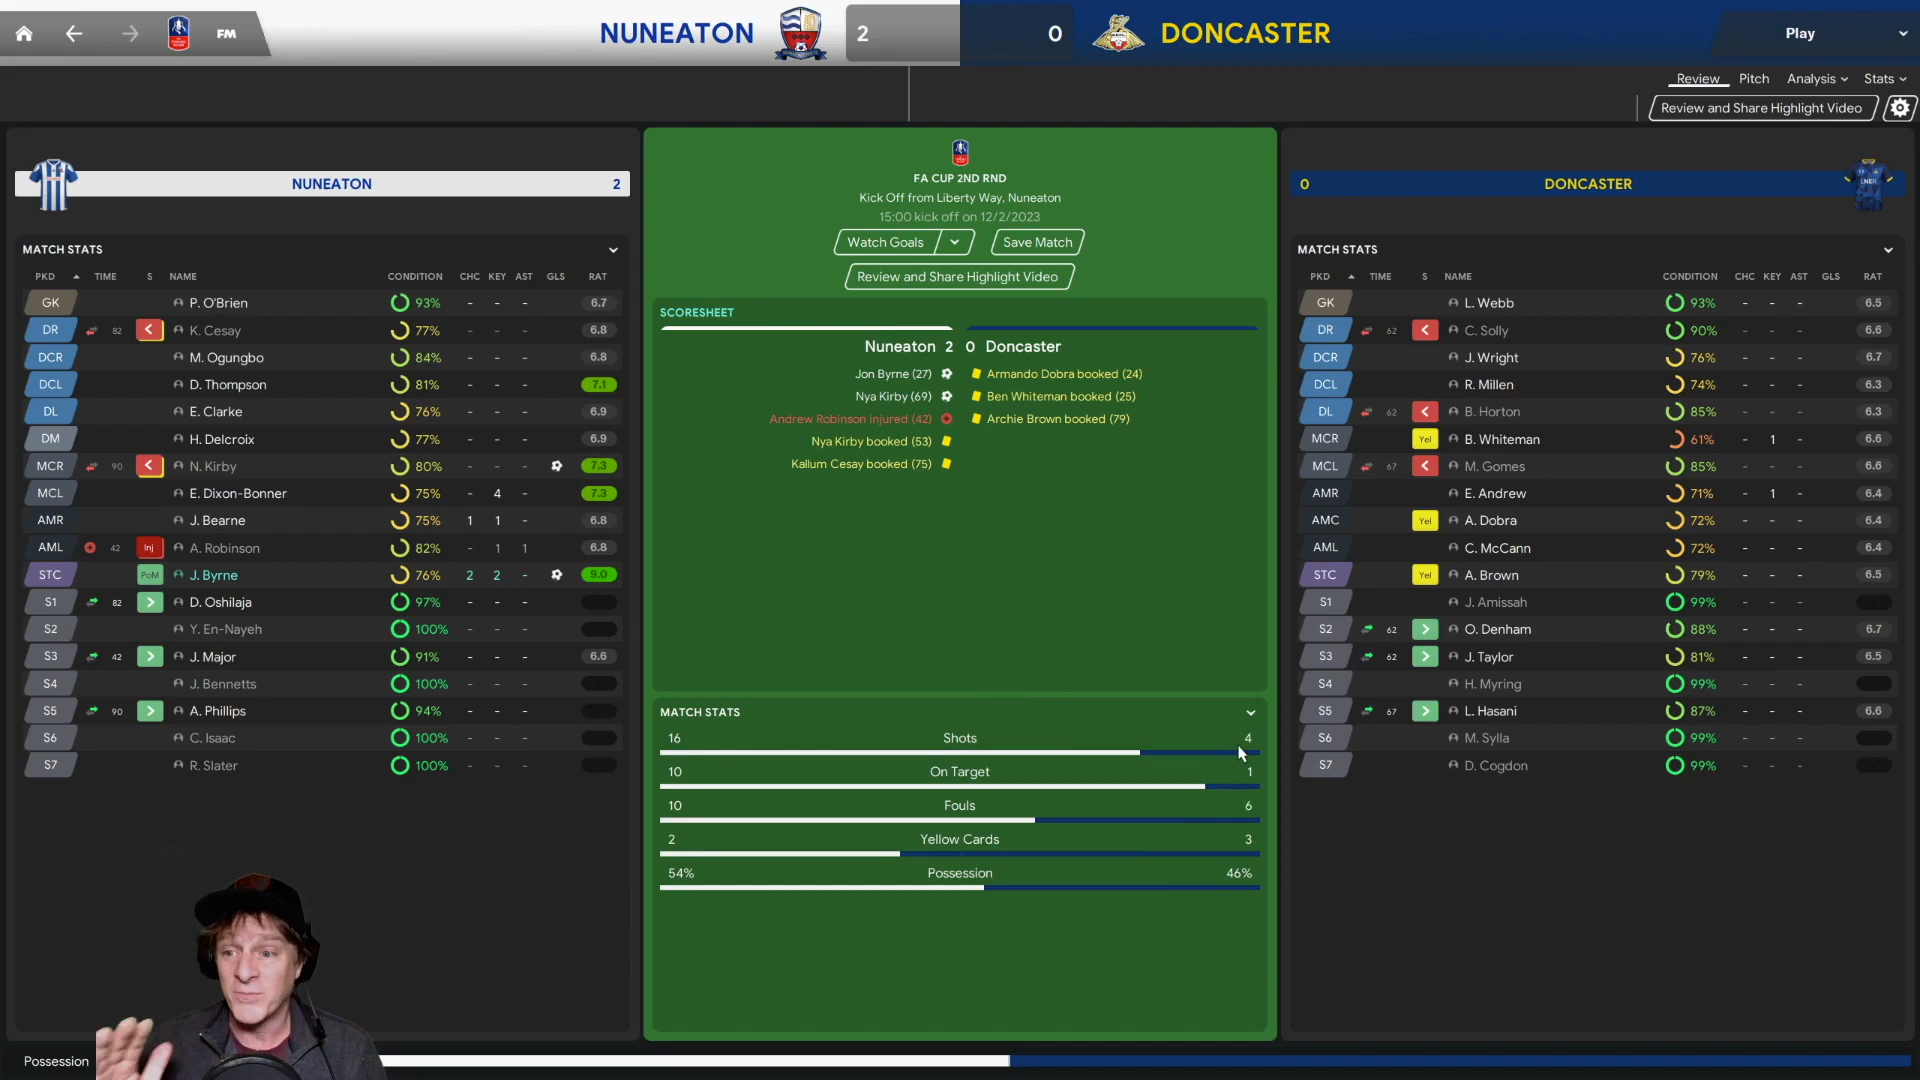 FM
NUNEATON 2 0 DONCASTER
Play
Review Pitch Analysis Stats
Review and Share Highlight Video
NUNEATON 2
MATCH STATS
PKD TIME S NAME CONDITION CHC KEY AST GLS RAT
GK P. O'Brien 93% - - - 6.7
DR 82 K. Cesay 77% - - - 6.8
DCR M. Ogungbo 84% - - - 6.8
DCL D. Thompson 81% - - - 7.1
DL E. Clarke 76% - - - 6.9
DM H. Delcroix 77% - - - 6.9
MCR 90 N. Kirby 80% - - - 7.3
MCL E. Dixon-Bonner 75% - 4 - 7.3
AMR J. Bearne 75% 1 1 - 6.8
AML 42 Inj A. Robinson 82% - 1 1 6.8
STC PoM J. Byrne 76% 2 2 - 9.0
S1 82 D. Oshilaja 97% - - -
S2 Y. En-Nayeh 100% - - -
S3 42 J. Major 91% - - - 6.6
S4 J. Bennetts 100% - - -
S5 90 A. Phillips 94% - - -
S6 C. Isaac 100% - - -
S7 R. Slater 100% - - -
FA CUP 2ND RND
Kick Off from Liberty Way, Nuneaton
15:00 kick off on 12/2/2023
Watch Goals Save Match
Review and Share Highlight Video
SCORESHEET
Nuneaton 2 0 Doncaster
Jon Byrne (27) Armando Dobra booked (24)
Nya Kirby (69) Ben Whiteman booked (25)
Andrew Robinson injured (42) Archie Brown booked (79)
Nya Kirby booked (53)
Kallum Cesay booked (75)
MATCH STATS
16 Shots 4
10 On Target 1
10 Fouls 6
2 Yellow Cards 3
54% Possession 46%
0 DONCASTER
LNER
MATCH STATS
PKD TIME S NAME CONDITION CHC KEY AST GLS RAT
GK L. Webb 93% - - - - 6.5
DR 62 C. Solly 90% - - - - 6.6
DCR J. Wright 76% - - - - 6.7
DCL R. Millen 74% - - - - 6.3
DL 62 B. Horton 85% - - - - 6.3
MCR Yel B. Whiteman 61% - 1 - 6.6
MCL 67 M. Gomes 85% - - - 6.6
AMR E. Andrew 71% - 1 - 6.4
AMC Yel A. Dobra 72% - - - 6.4
AML C. McCann 72% - - - 6.4
STC Yel A. Brown 79% - - - 6.5
S1 J. Amissah 99% - - -
S2 62 O. Denham 88% - - - 6.7
S3 62 J. Taylor 81% - - - 6.5
S4 H. Myring 99% - - -
S5 67 L. Hasani 87% - - - 6.6
S6 M. Sylla 99% - - -
S7 D. Cogdon 99% - - -
Possession